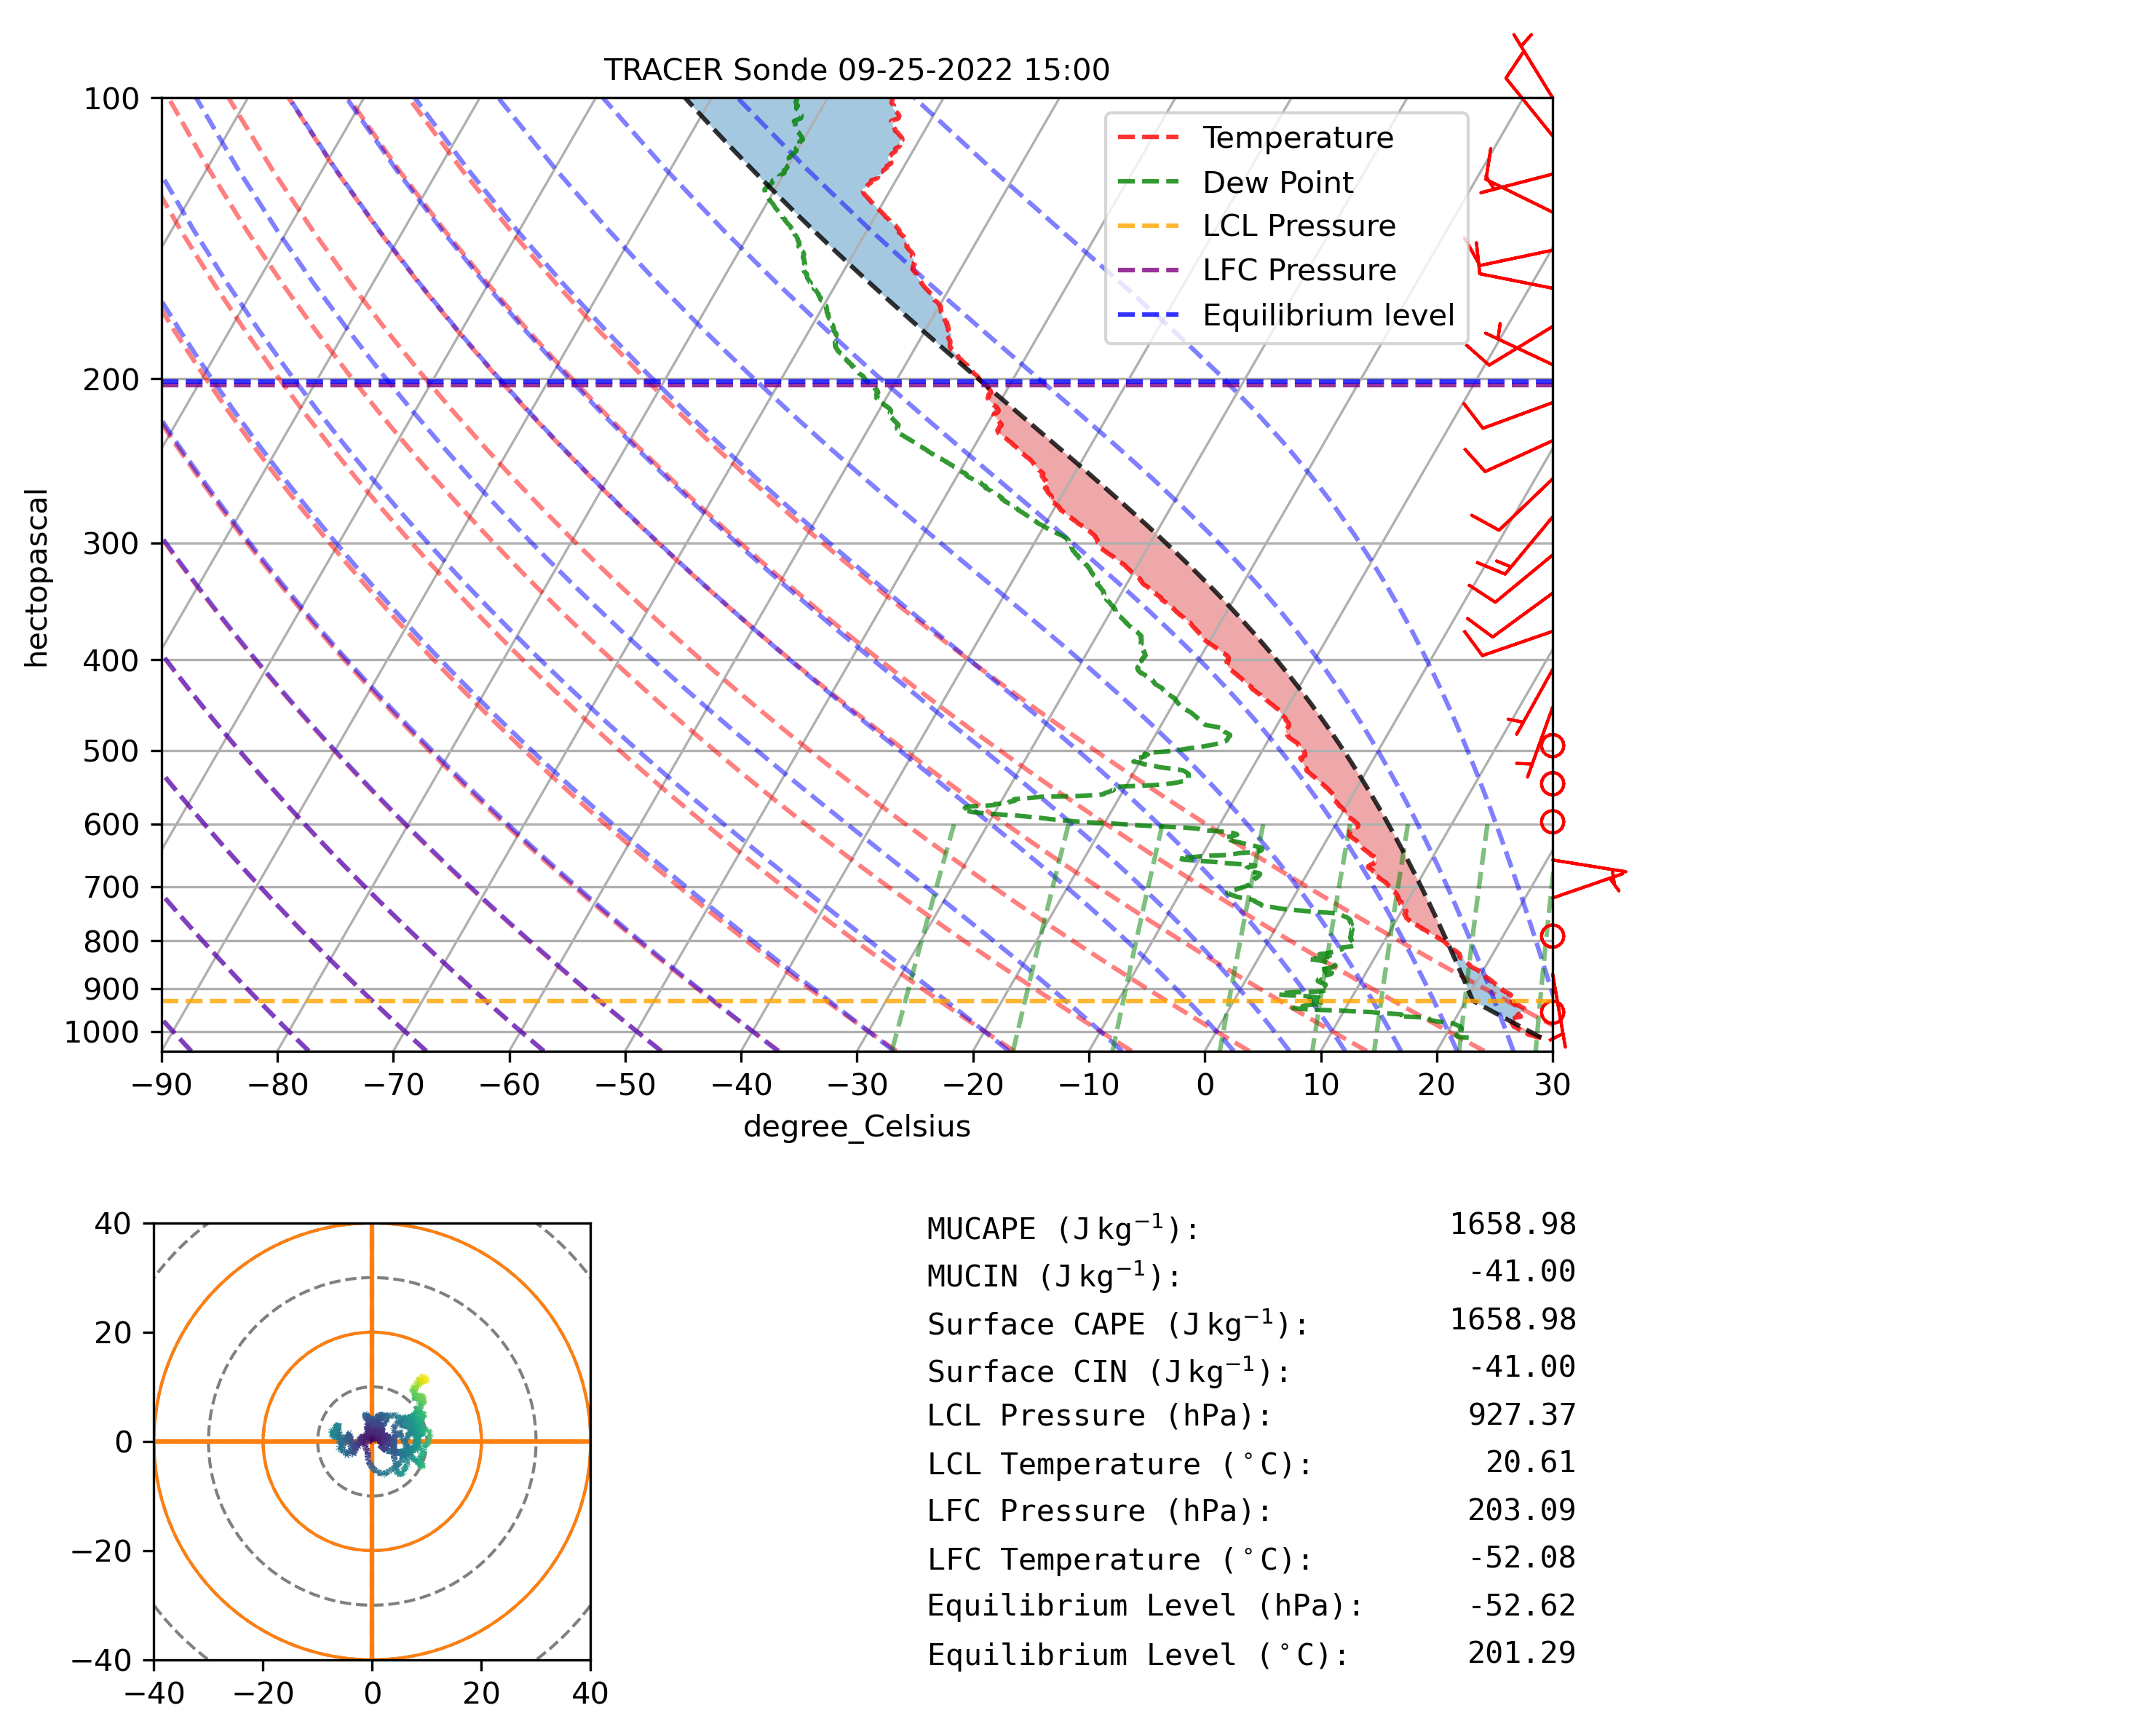 TRACER Sonde 09-25-2022 15:00
100
200
300
400
500
600
700
800
900
1000
hectopascal
Temperature
Dew Point
LCL Pressure
LFC Pressure
Equilibrium level
−90 −80 −70 −60 −50 −40 −30 −20 −10 0 10 20 30
degree_Celsius
40
20
0
−20
−40
−40 −20 0 20 40
MUCAPE (J kg⁻¹): 1658.98
MUCIN (J kg⁻¹): -41.00
Surface CAPE (J kg⁻¹): 1658.98
Surface CIN (J kg⁻¹): -41.00
LCL Pressure (hPa): 927.37
LCL Temperature (°C): 20.61
LFC Pressure (hPa): 203.09
LFC Temperature (°C): -52.08
Equilibrium Level (hPa): -52.62
Equilibrium Level (°C): 201.29